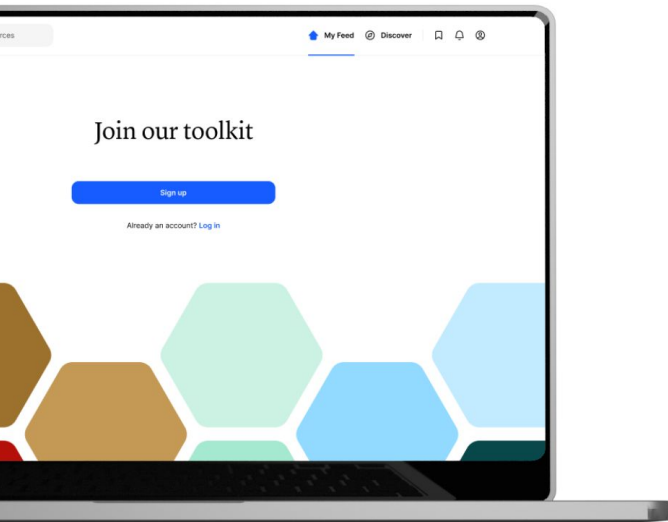 rces
My Feed Discover
Join our toolkit
Sign up
Already an account? Log in